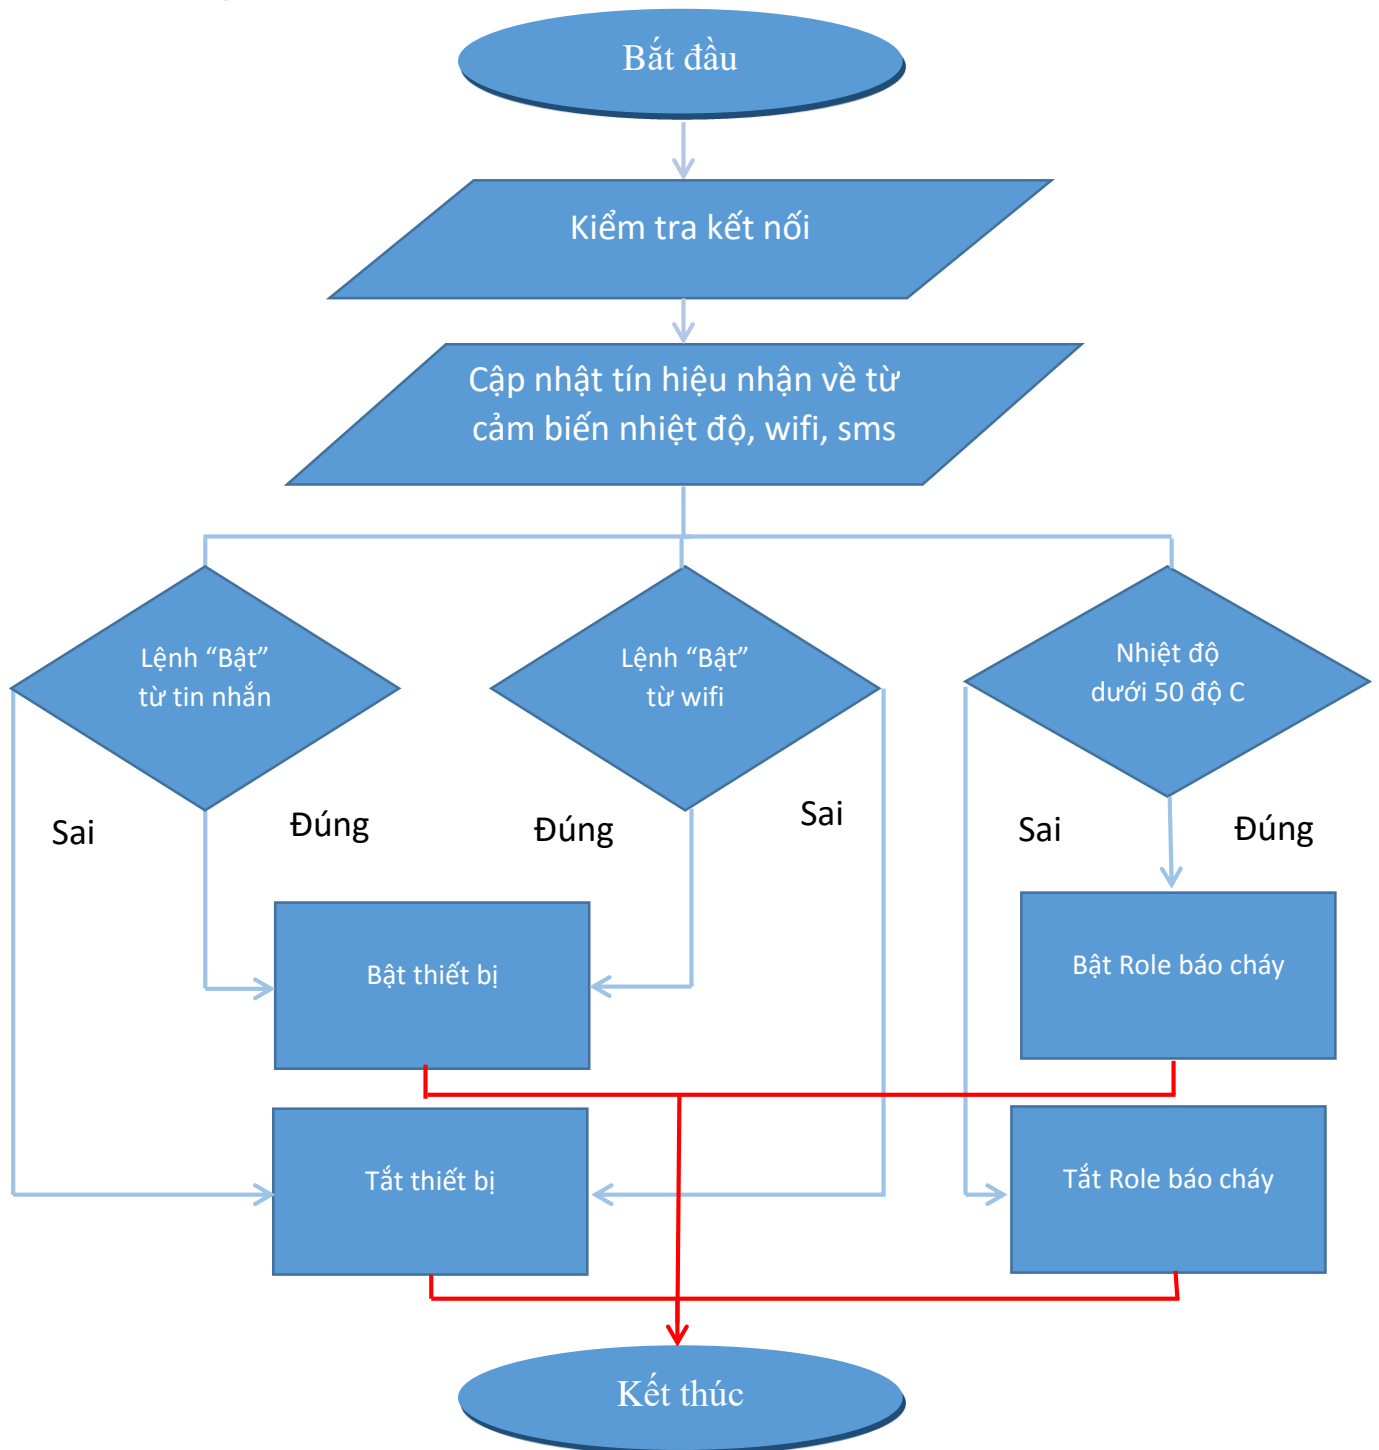 Bắt đầu
Kiểm tra kết nối
Cập nhật tín hiệu nhận về từ
cảm biến nhiệt độ, wifi, sms
Lệnh “Bật”
từ tin nhắn
Lệnh “Bật”
từ wifi
Nhiệt độ
dưới 50 độ C
Sai
Đúng
Đúng
Sai
Sai
Đúng
Bật thiết bị
Bật Role báo cháy
Tắt thiết bị
Tắt Role báo cháy
Kết thúc